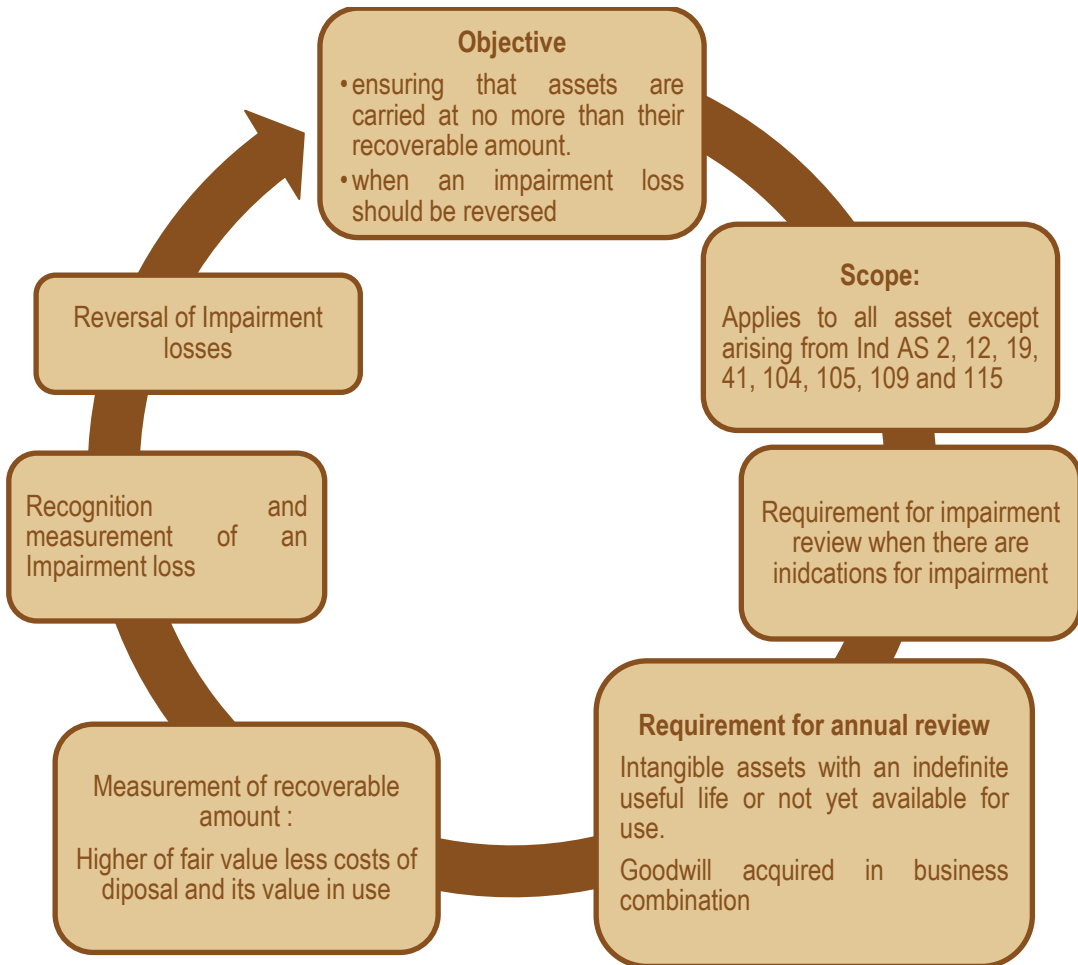 Objective
•ensuring that assets are
carried at no more than their
recoverable amount.
•when an impairment loss
should be reversed
Scope:
Applies to all asset except
arising from Ind AS 2, 12, 19,
41, 104, 105, 109 and 115
Requirement for impairment
review when there are
inidcations for impairment
Requirement for annual review
Intangible assets with an indefinite
useful life or not yet available for
use.
Goodwill acquired in business
combination
Measurement of recoverable
amount :
Higher of fair value less costs of
diposal and its value in use
Recognition and
measurement of an
Impairment loss
Reversal of Impairment
losses